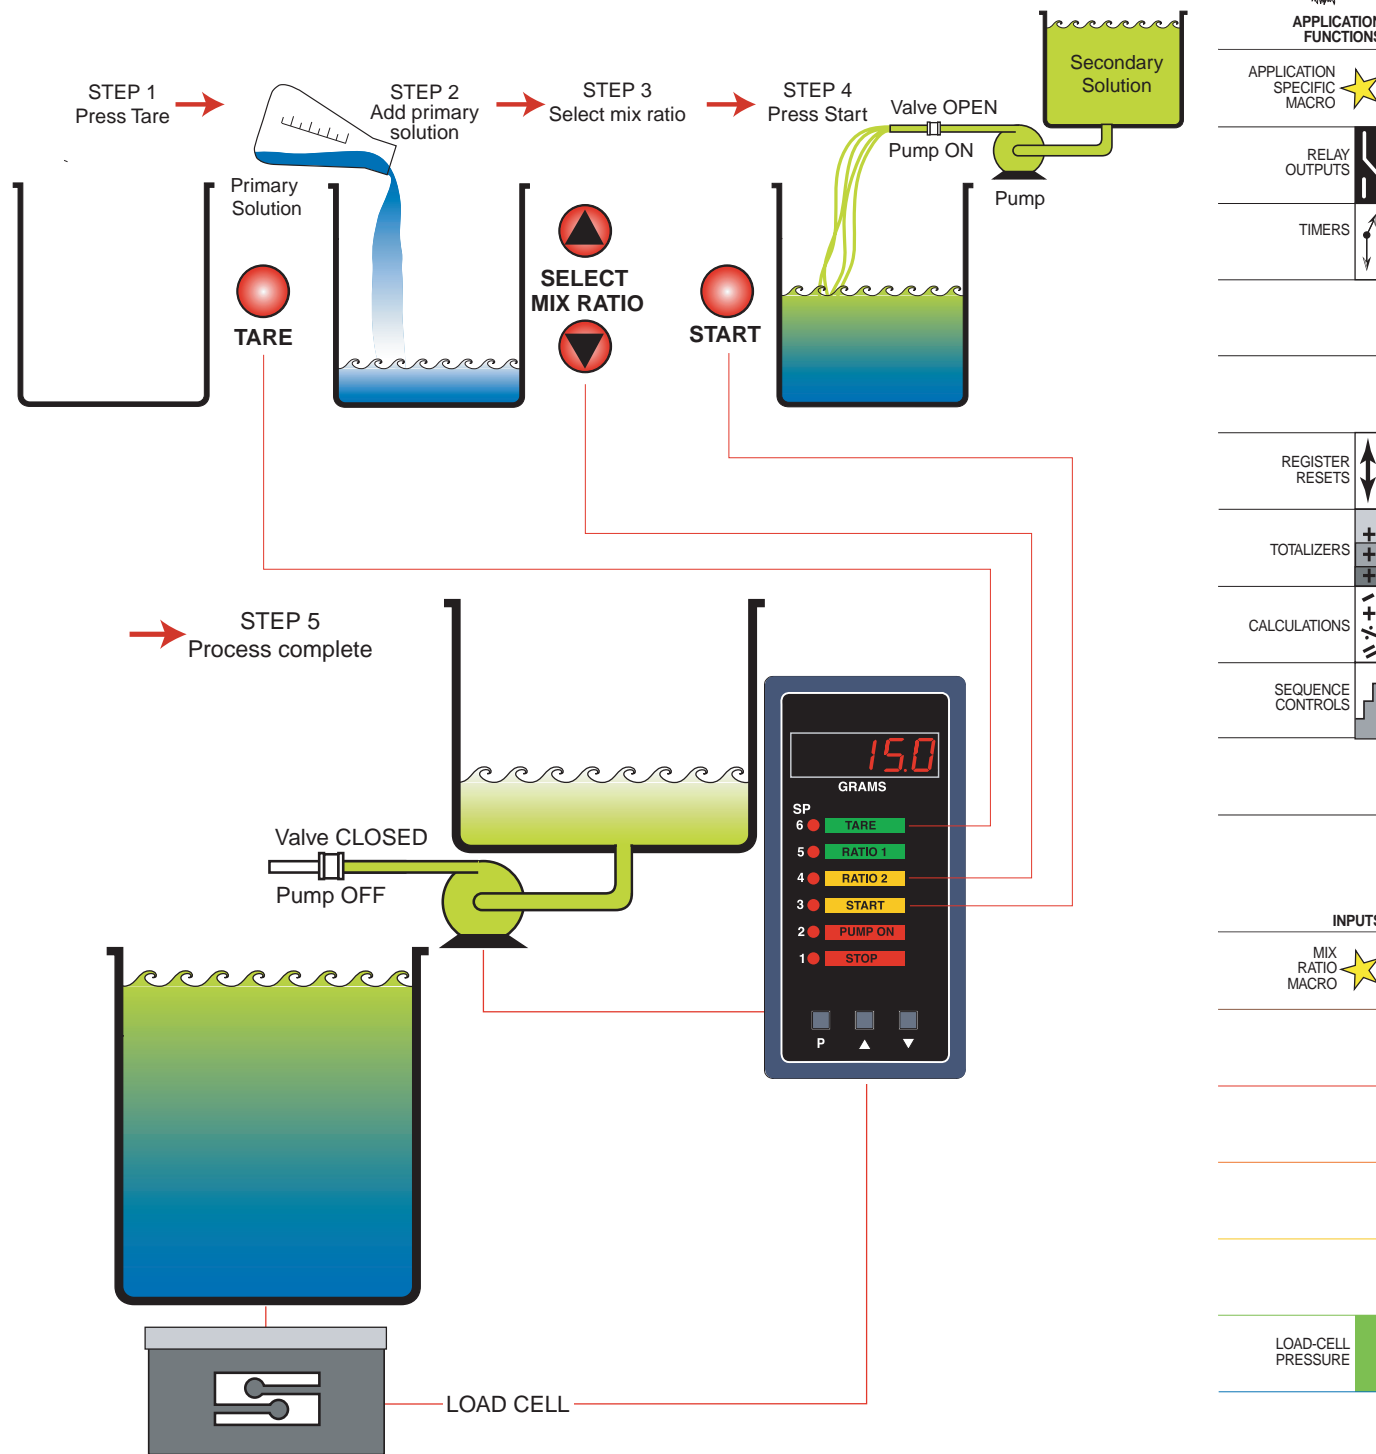 STEP 1
Press Tare
STEP 2
Add primary
solution
STEP 3
Select mix ratio
STEP 4
Press Start
Valve OPEN
Pump ON
Pump
Secondary
Solution
Primary
Solution
TARE
SELECT
MIX RATIO
START
STEP 5
Process complete
Valve CLOSED
Pump OFF
15.0
GRAMS
SP
6 TARE
5 RATIO 1
4 RATIO 2
3 START
2 PUMP ON
1 STOP
P
LOAD CELL
APPLICATION
FUNCTIONS
APPLICATION
SPECIFIC
MACRO
RELAY
OUTPUTS
TIMERS
REGISTER
RESETS
TOTALIZERS
CALCULATIONS
SEQUENCE
CONTROLS
INPUTS
MIX
RATIO
MACRO
LOAD-CELL
PRESSURE